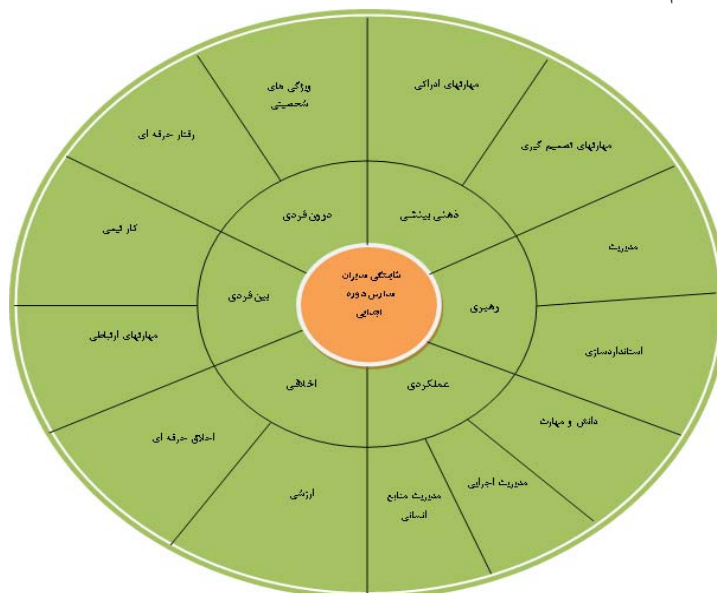 شایستگی مدیران
مدارس دوره
ابتدایی
ذهنی بینشی
رهبری
عملکردی
اخلاقی
بین فردی
درون فردی
مهارتهای ادراکی
مهارتهای تصمیم گیری
مدیریت
استانداردسازی
دانش و مهارت
مدیریت اجرایی
مدیریت منابع
انسانی
ارزشی
اخلاق حرفه ای
مهارتهای ارتباطی
کار تیمی
رفتار حرفه ای
ویژگی های
شخصیتی